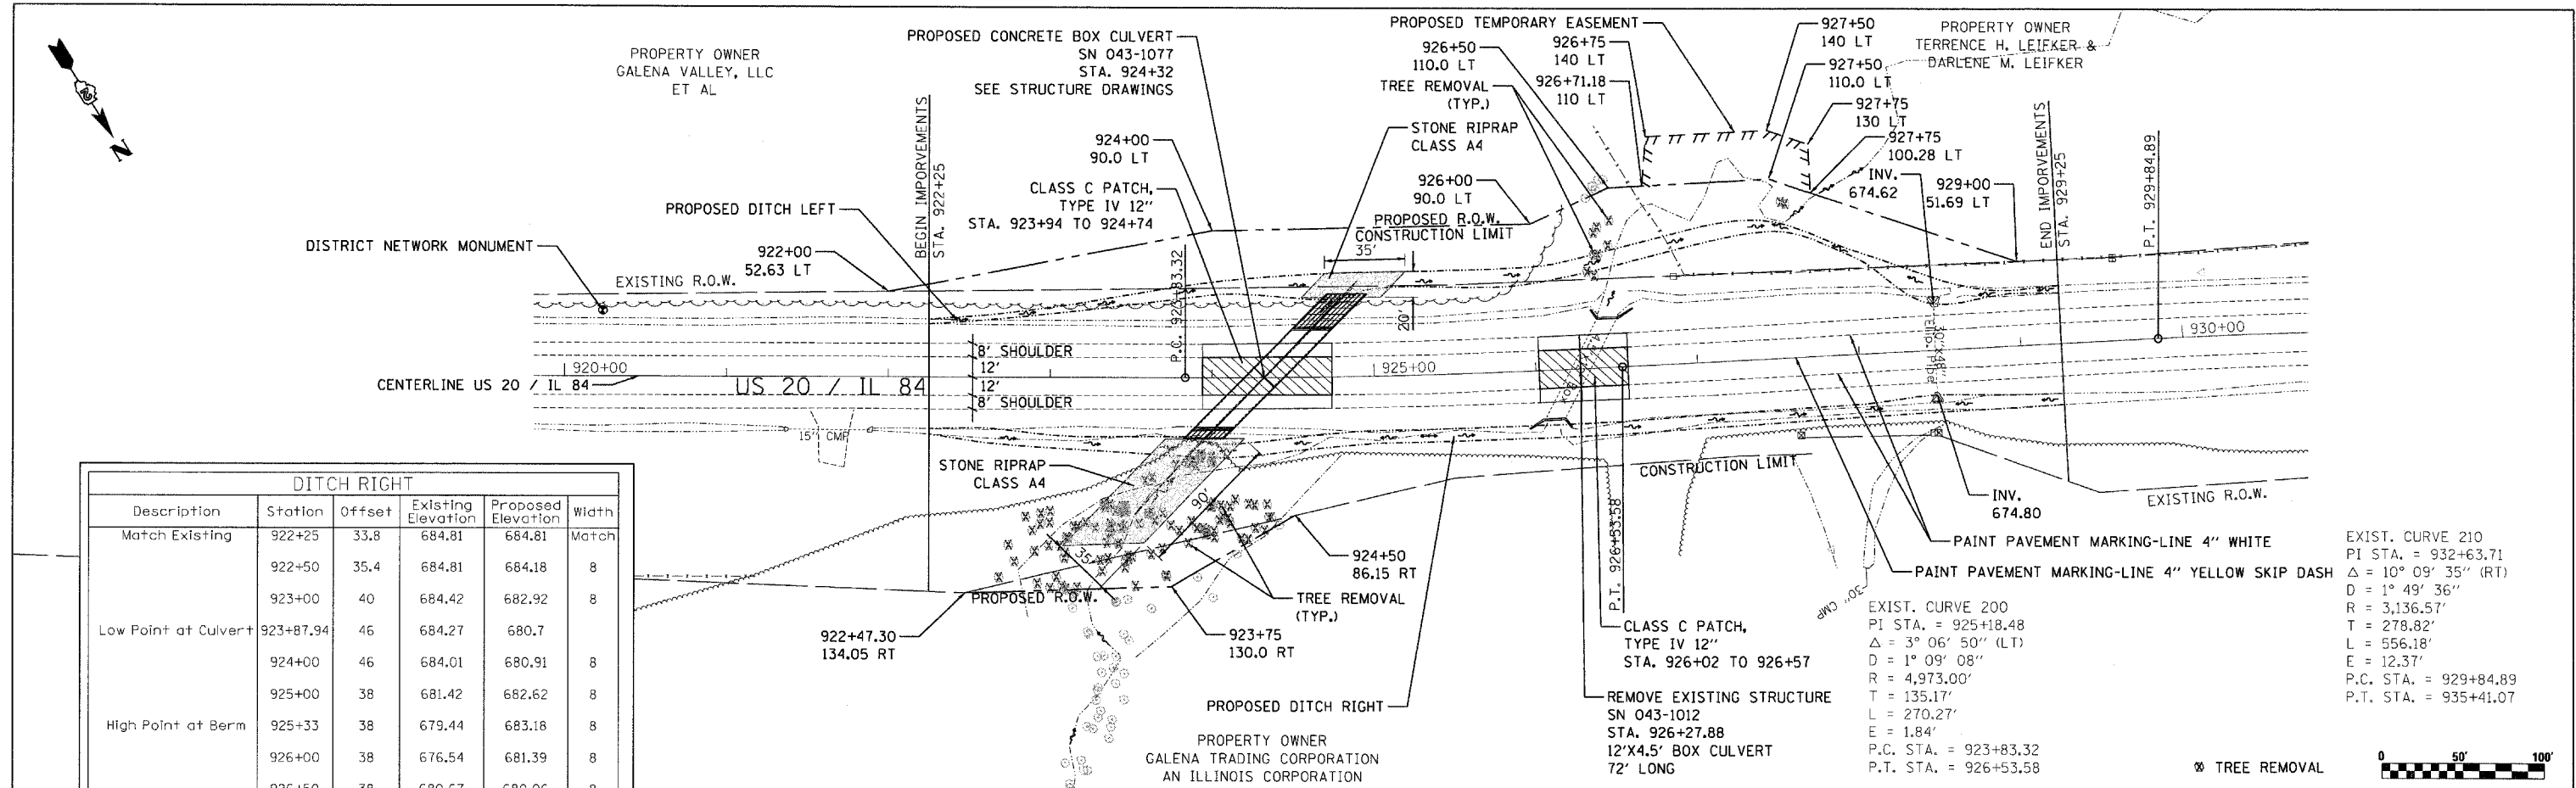 PROPERTY OWNER
GALENA VALLEY, LLC
ET AL
PROPOSED CONCRETE BOX CULVERT
SN 043-1077
STA. 924+32
SEE STRUCTURE DRAWINGS
PROPOSED TEMPORARY EASEMENT
926+50
110.0 LT
926+75
140 LT
926+71.18
110 LT
TREE REMOVAL
(TYP.)
STONE RIPRAP
CLASS A4
927+50
140 LT
927+50
110.0 LT
927+75
130 LT
927+75
100.28 LT
PROPERTY OWNER
TERRENCE H. LEIFKER &
DARLENE M. LEIFKER
N
BEGIN IMPORVEMENTS
STA. 922+25
924+00
90.0 LT
CLASS C PATCH,
TYPE IV 12"
STA. 923+94 TO 924+74
926+00
90.0 LT
PROPOSED R.O.W.
CONSTRUCTION LIMIT
35'
20'
INV.
674.62
929+00
51.69 LT
END IMPORVEMENTS
STA. 929+25
P.T. 929+84.89
PROPOSED DITCH LEFT
DISTRICT NETWORK MONUMENT
922+00
52.63 LT
EXISTING R.O.W.
P.C. 923+83.32
8' SHOULDER
12'
12'
8' SHOULDER
920+00
925+00
930+00
CENTERLINE US 20 / IL 84
US 20 / IL 84
15" CMP
STONE RIPRAP
CLASS A4
90'
35'
CONSTRUCTION LIMIT
INV.
674.80
EXISTING R.O.W.
924+50
86.15 RT
P.T. 926+53.58
PAINT PAVEMENT MARKING-LINE 4" WHITE
PAINT PAVEMENT MARKING-LINE 4" YELLOW SKIP DASH
30" CMP
PROPOSED R.O.W.
TREE REMOVAL
(TYP.)
922+47.30
134.05 RT
923+75
130.0 RT
CLASS C PATCH,
TYPE IV 12"
STA. 926+02 TO 926+57
PROPOSED DITCH RIGHT
REMOVE EXISTING STRUCTURE
SN 043-1012
STA. 926+27.88
12'X4.5' BOX CULVERT
72' LONG
PROPERTY OWNER
GALENA TRADING CORPORATION
AN ILLINOIS CORPORATION
EXIST. CURVE 200
PI STA. = 925+18.48
Δ = 3° 06' 50" (LT)
D = 1° 09' 08"
R = 4,973.00'
T = 135.17'
L = 270.27'
E = 1.84'
P.C. STA. = 923+83.32
P.T. STA. = 926+53.58
EXIST. CURVE 210
PI STA. = 932+63.71
Δ = 10° 09' 35" (RT)
D = 1° 49' 36"
R = 3,136.57'
T = 278.82'
L = 556.18'
E = 12.37'
P.C. STA. = 929+84.89
P.T. STA. = 935+41.07
TREE REMOVAL
0 50' 100'
DITCH RIGHT
Description Station Offset Existing Elevation Proposed Elevation Width
Match Existing 922+25 33.8 684.81 684.81 Match
922+50 35.4 684.81 684.18 8
923+00 40 684.42 682.92 8
Low Point at Culvert 923+87.94 46 684.27 680.7
924+00 46 684.01 680.91 8
925+00 38 681.42 682.62 8
High Point at Berm 925+33 38 679.44 683.18 8
926+00 38 676.54 681.39 8